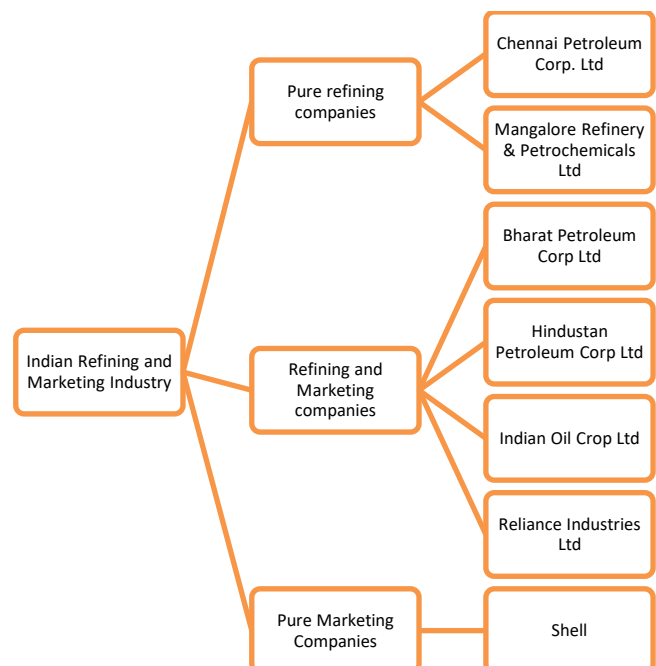 Chennai Petroleum
Corp. Ltd
Pure refining
companies
Mangalore Refinery
& Petrochemicals
Ltd
Bharat Petroleum
Corp Ltd
Hindustan
Petroleum Corp Ltd
Indian Refining and
Marketing Industry
Refining and
Marketing
companies
Indian Oil Crop Ltd
Reliance Industries
Ltd
Pure Marketing
Companies
Shell